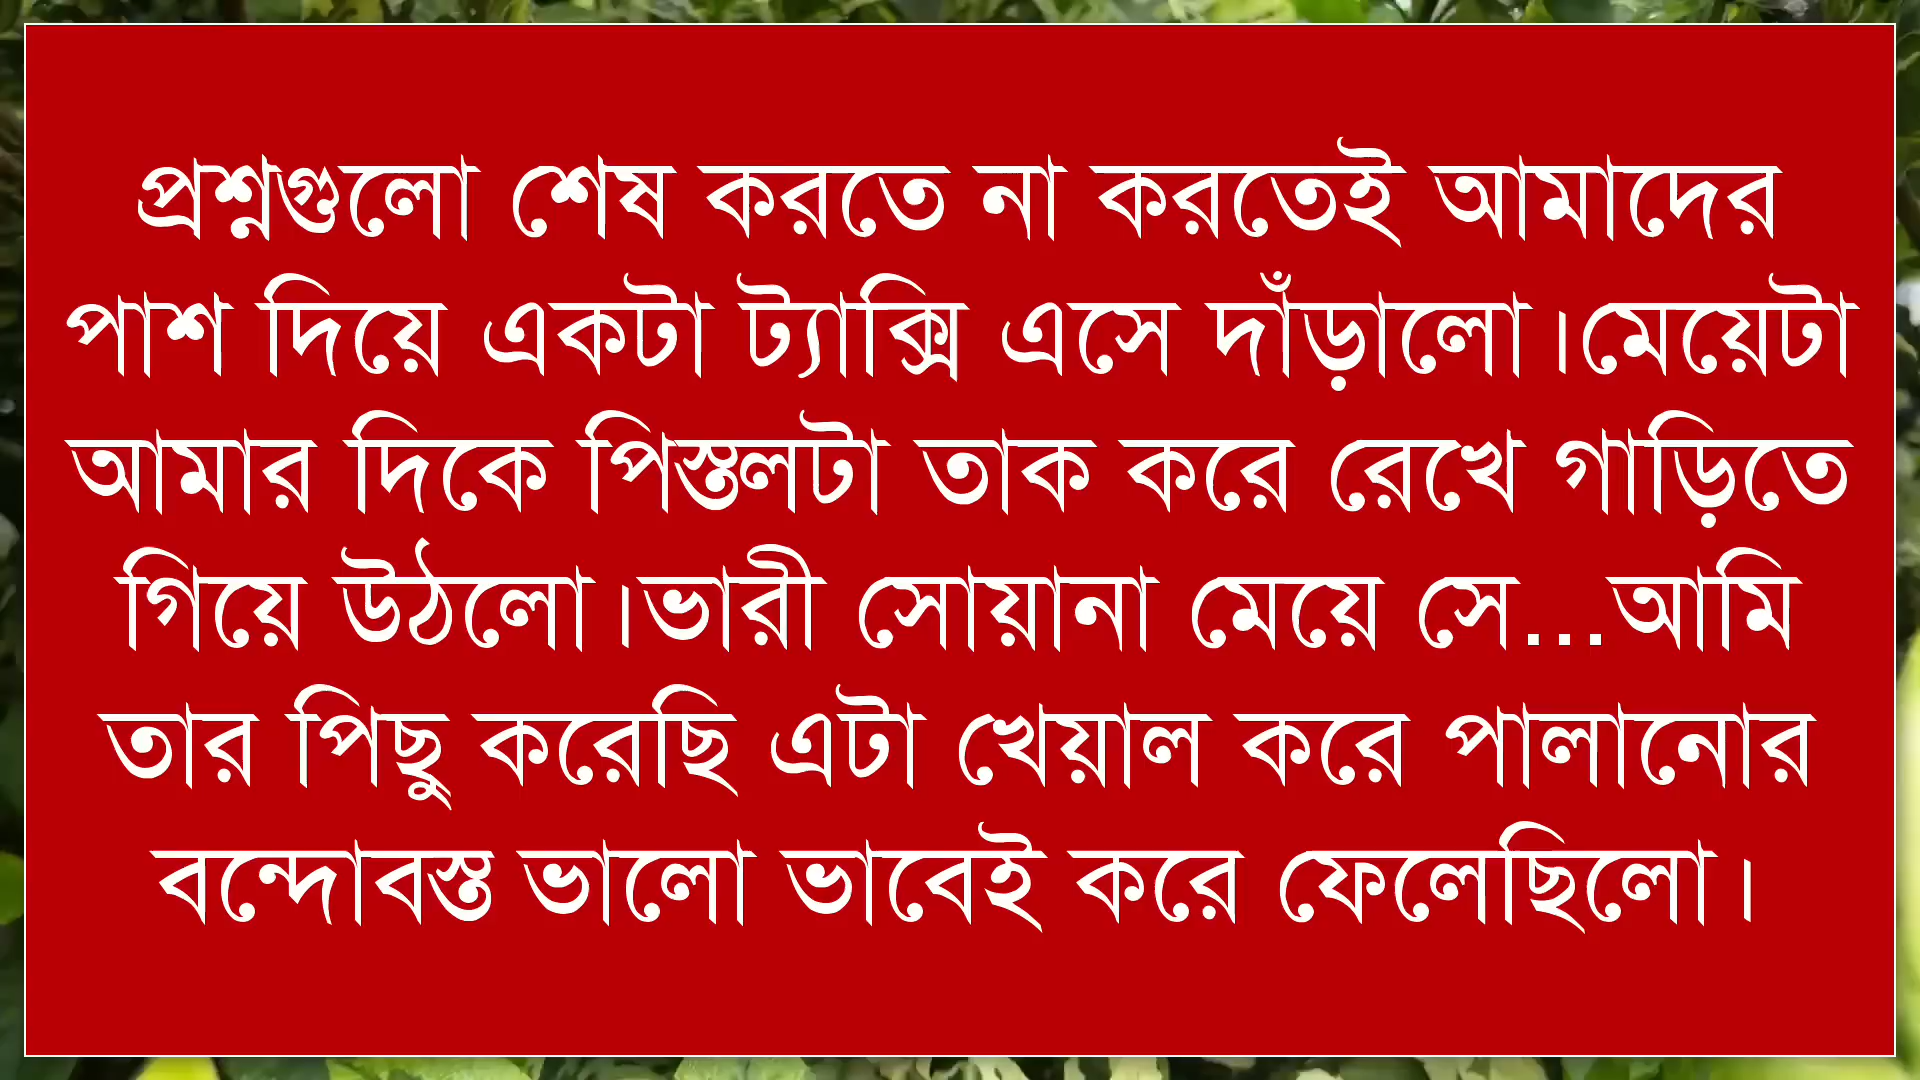 প্রশ্নগুলো শেষ করতে না করতেই আমাদের
পাশ দিয়ে একটা ট্যাক্সি এসে দাঁড়ালো।মেয়েটা
আমার দিকে পিস্তলটা তাক করে রেখে গাড়িতে
গিয়ে উঠলো।ভারী সোয়ানা মেয়ে সে...আমি
তার পিছু করেছি এটা খেয়াল করে পালানোর
বন্দোবস্ত ভালো ভাবেই করে ফেলেছিলো।